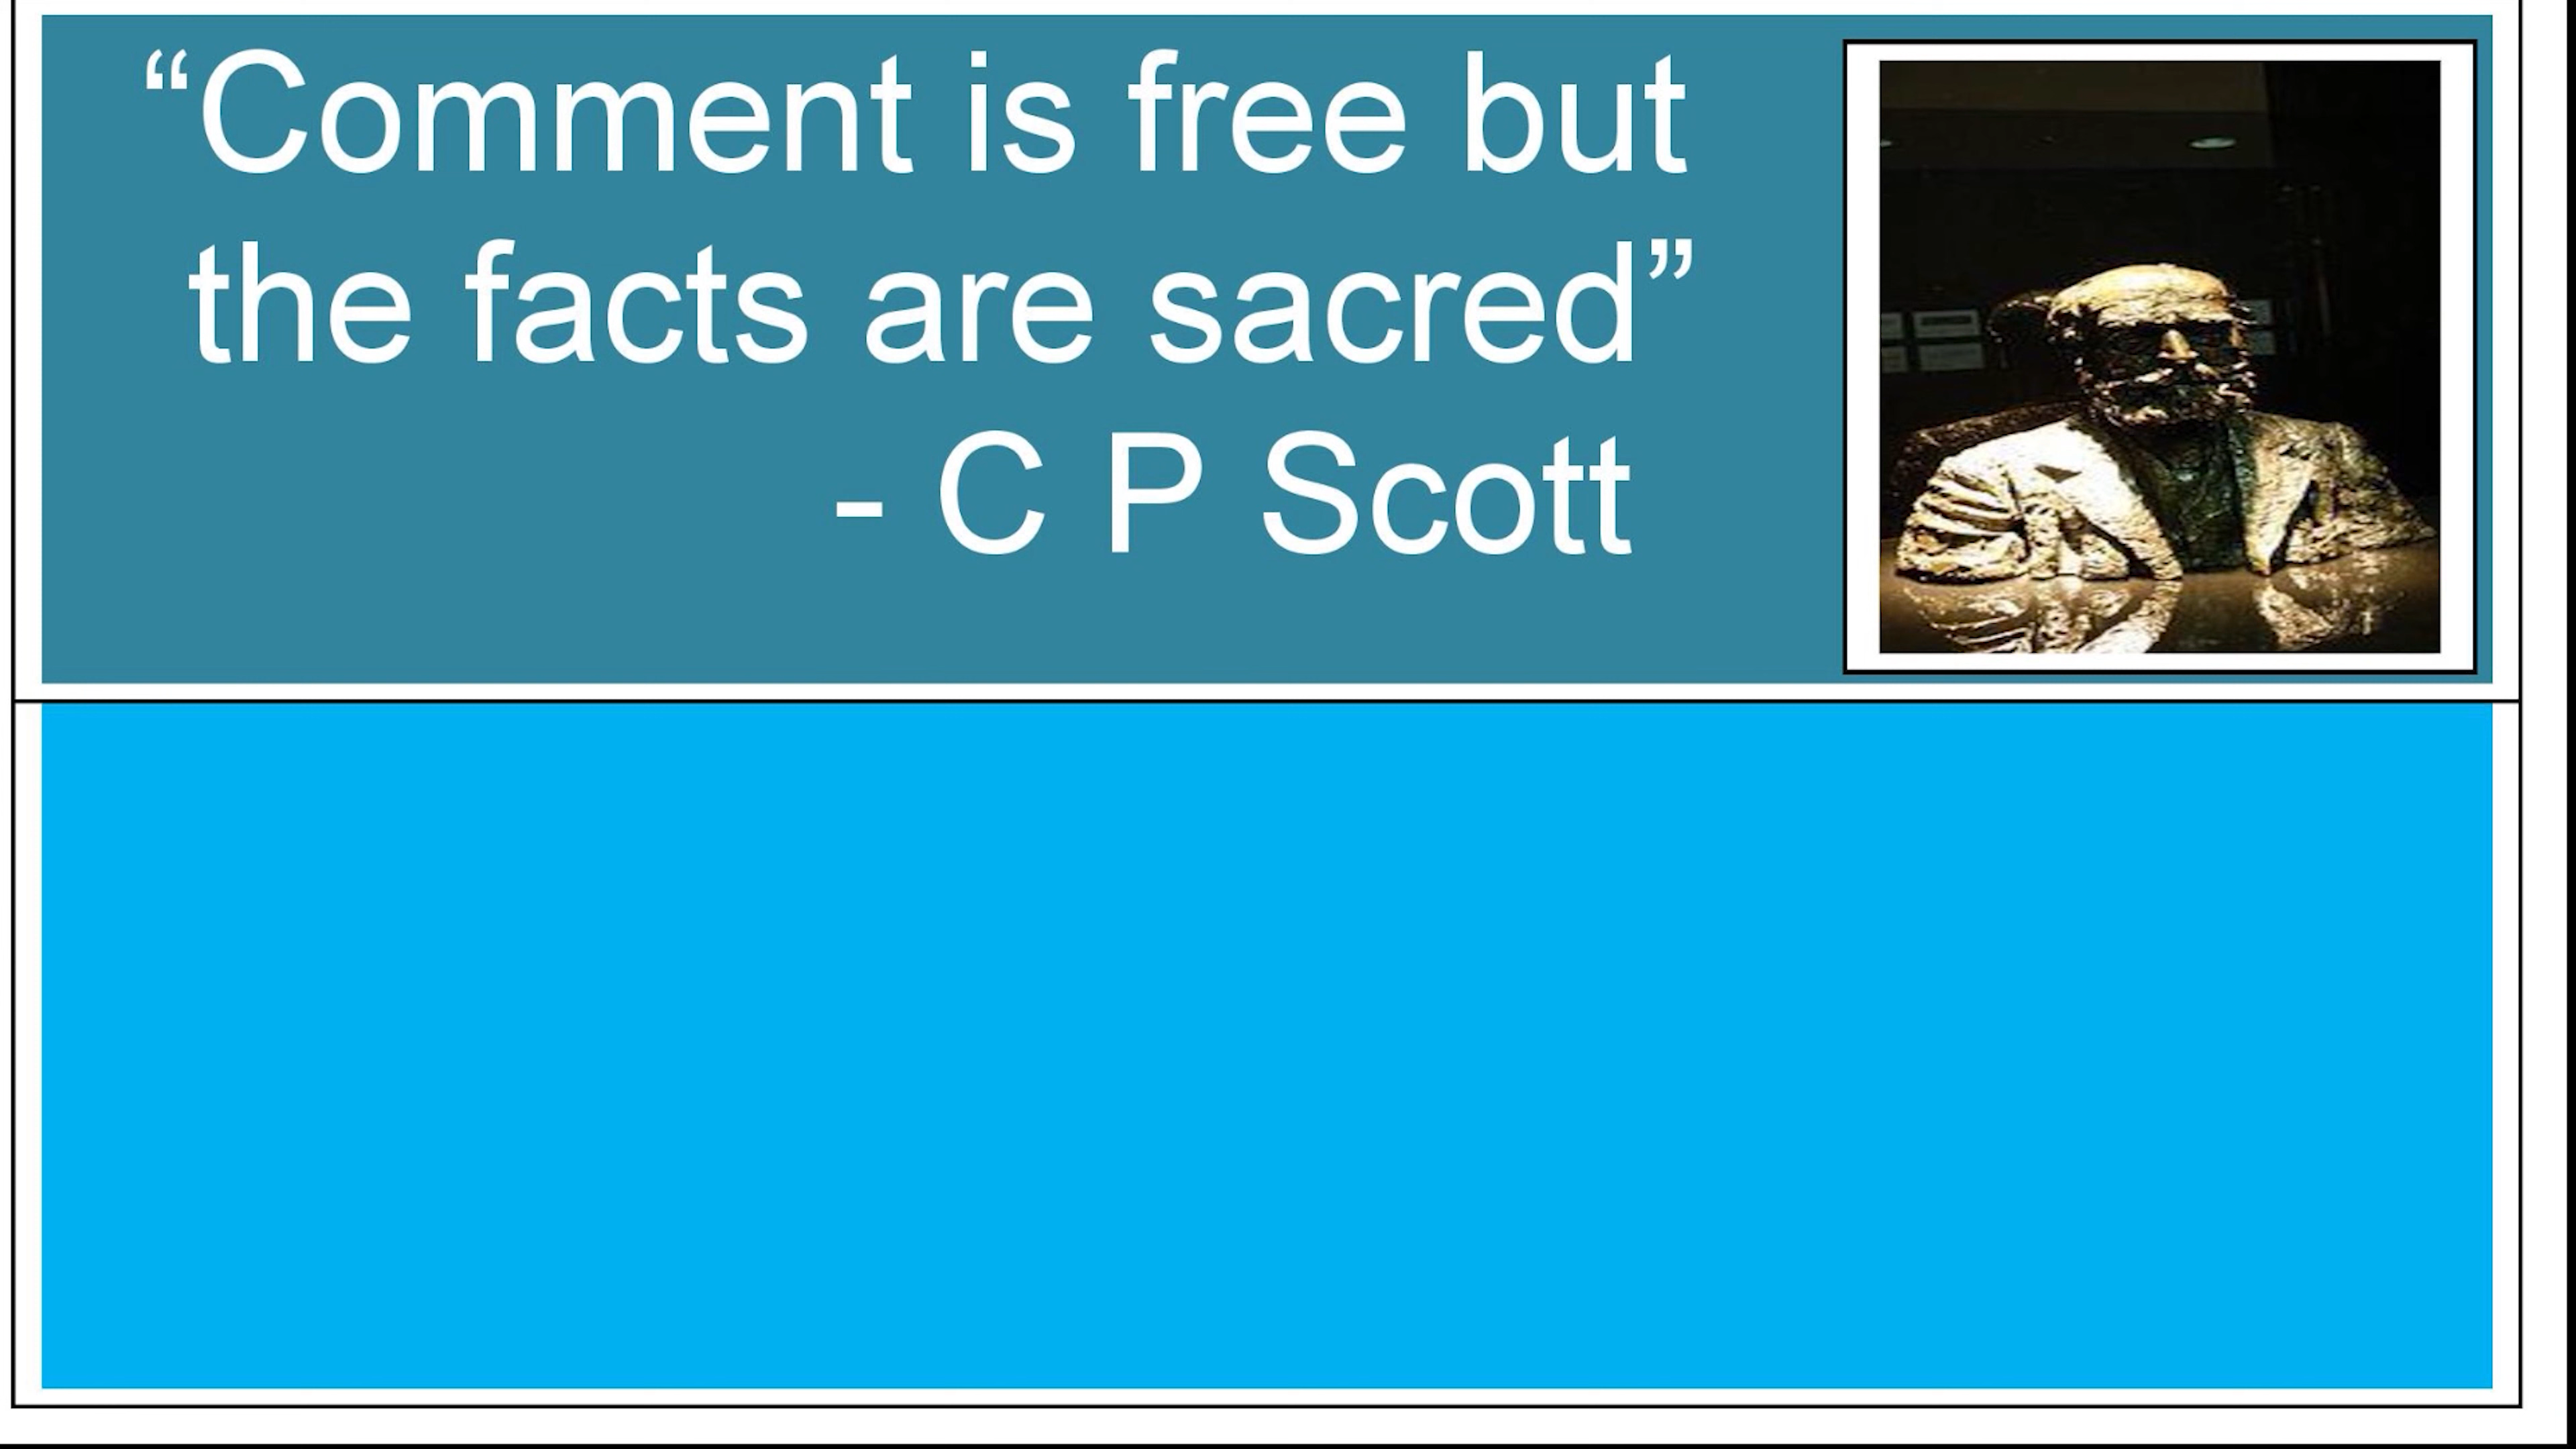 “Comment is free but
the facts are sacred”
- C P Scott